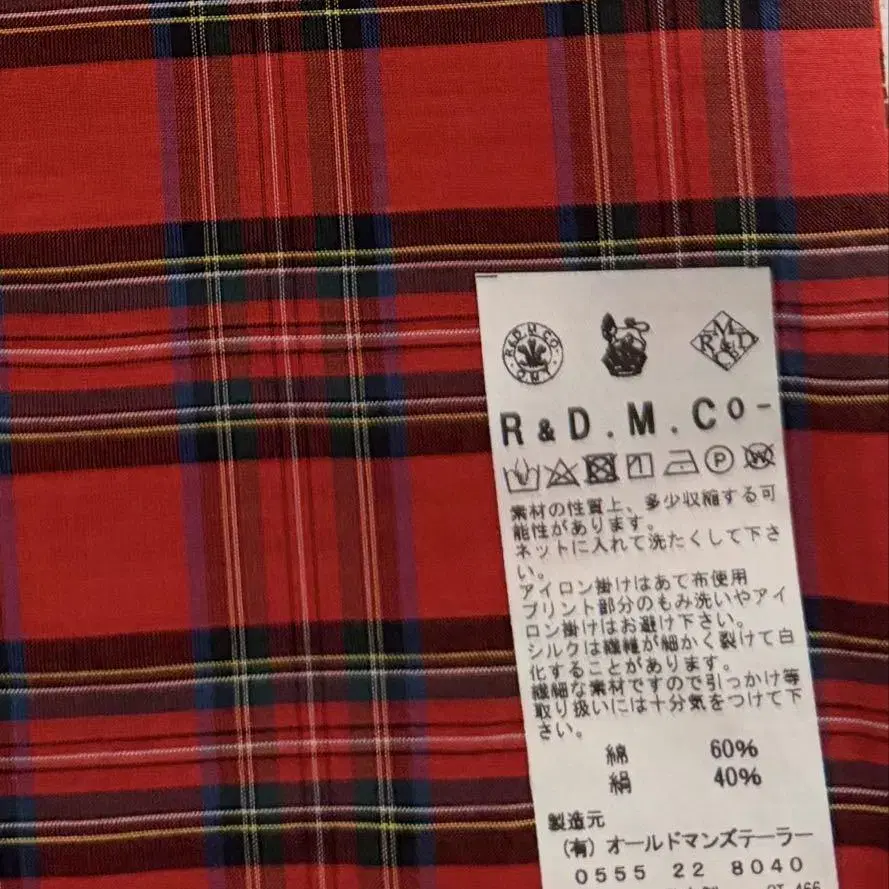 R&D.M.CO.
O.M.
M
R&D
CO
R & D . M . Co -
素材の性質上、多少収縮する可
能性があります。
ネットに入れて洗たくして下さ
い。
アイロン掛けはあて布使用
プリント部分のもみ洗いやアイ
ロン掛けはお避け下さい。
シルクは繊維が細かく裂けて白
化することがあります。
繊細な素材ですので引っかけ等
取り扱いには十分気をつけて下
さい。
綿 60%
絹 40%
製造元
(有)オールドマンズテーラー
0555 22 8040